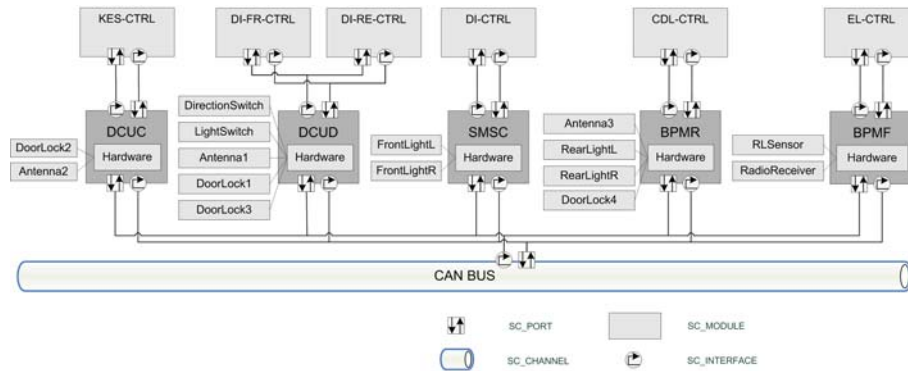 KES-CTRL
DI-FR-CTRL
DI-RE-CTRL
DI-CTRL
CDL-CTRL
EL-CTRL
DCUC
Hardware
DoorLock2
Antenna2
DCUD
Hardware
DirectionSwitch
LightSwitch
Antenna1
DoorLock1
DoorLock3
SMSC
Hardware
FrontLightL
FrontLightR
BPMR
Hardware
Antenna3
RearLightL
RearLightR
DoorLock4
BPMF
Hardware
RLSensor
RadioReceiver
CAN BUS
SC_PORT
SC_MODULE
SC_CHANNEL
SC_INTERFACE